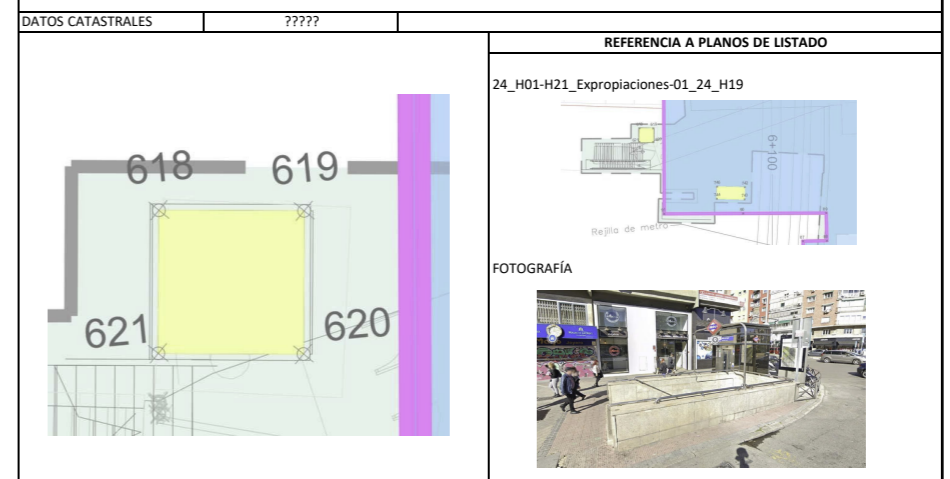 DATOS CATASTRALES ?????
REFERENCIA A PLANOS DE LISTADO
24_H01-H21_Expropiaciones-01_24_H19
618 619
621 620
6+100
Rejilla de metro
FOTOGRAFÍA